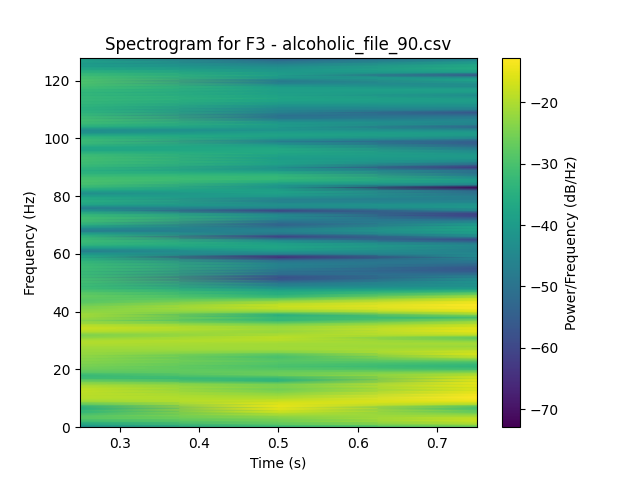 Spectrogram for F3 - alcoholic_file_90.csv
120
100
80
60
40
20
0
Frequency (Hz)
0.3 0.4 0.5 0.6 0.7
Time (s)
−20
−30
−40
−50
−60
−70
Power/Frequency (dB/Hz)